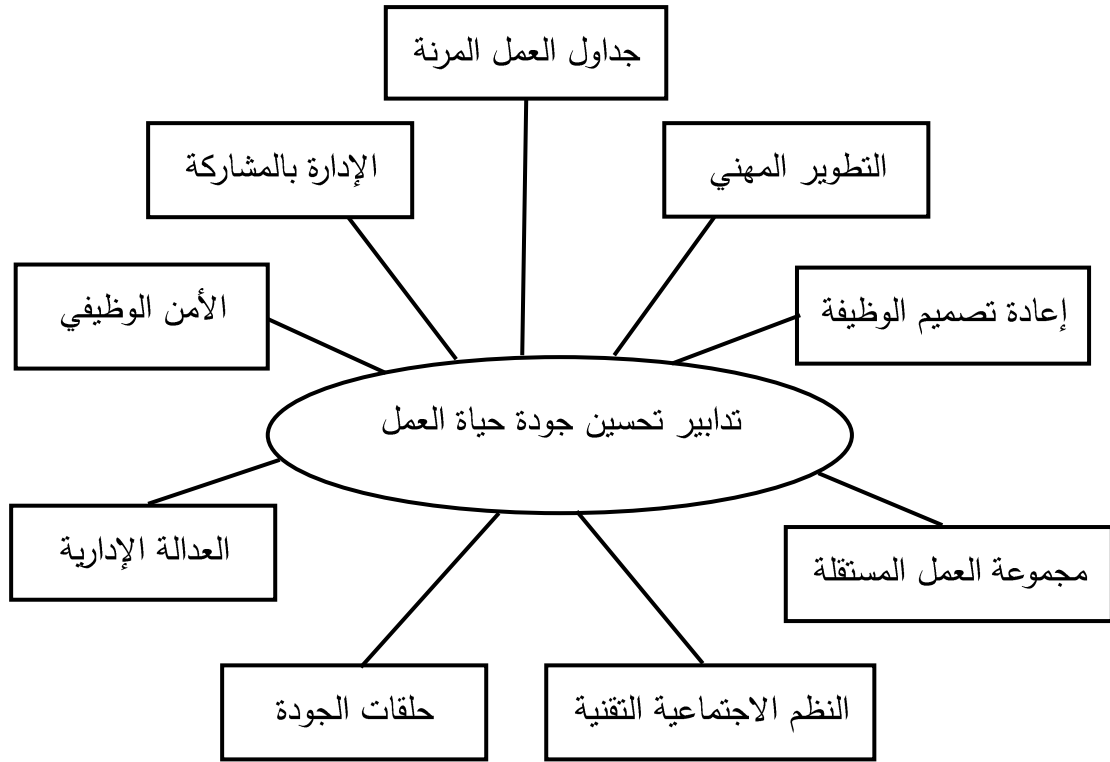 جداول العمل المرنة
التطوير المهني
الإدارة بالمشاركة
إعادة تصميم الوظيفة
الأمن الوظيفي
تدابير تحسين جودة حياة العمل
مجموعة العمل المستقلة
العدالة الإدارية
النظم الاجتماعية التقنية
حلقات الجودة